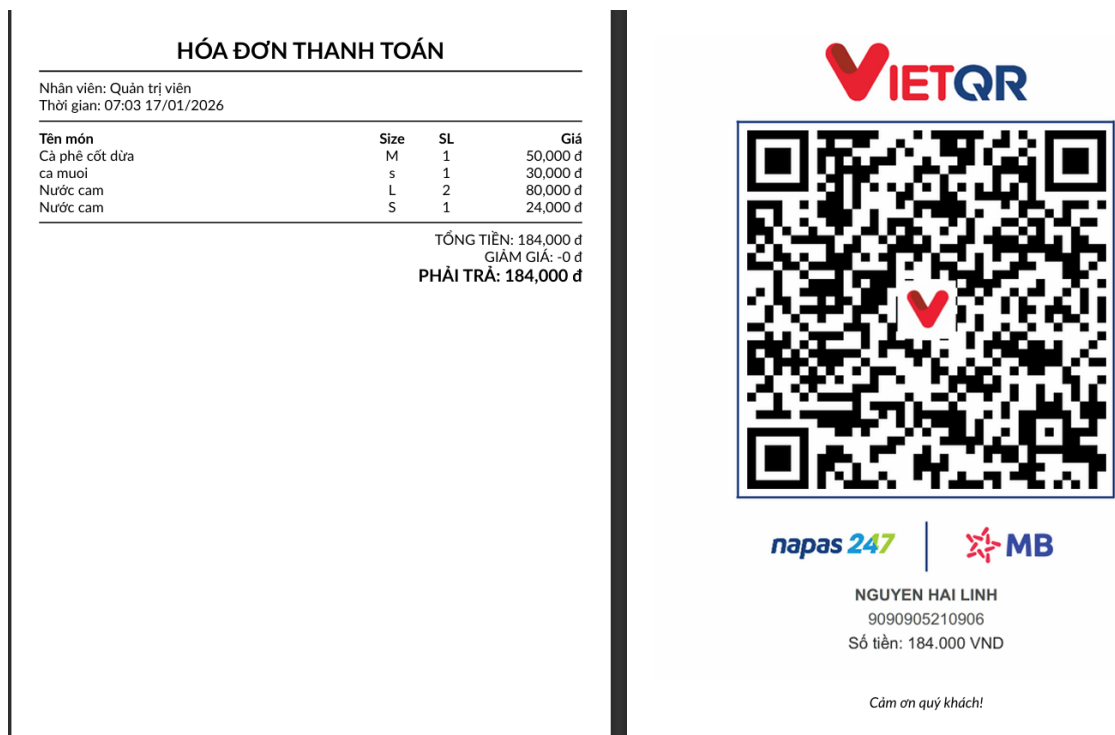 HÓA ĐƠN THANH TOÁN
Nhân viên: Quản trị viên
Thời gian: 07:03 17/01/2026
Tên món Size SL Giá
Cà phê cốt dừa M 1 50,000 đ
ca muoi s 1 30,000 đ
Nước cam L 2 80,000 đ
Nước cam S 1 24,000 đ
TỔNG TIỀN: 184,000 đ
GIẢM GIÁ: -0 đ
PHẢI TRẢ: 184,000 đ
VIETQR
napas 247
MB
NGUYEN HAI LINH
9090905210906
Số tiền: 184.000 VND
Cảm ơn quý khách!